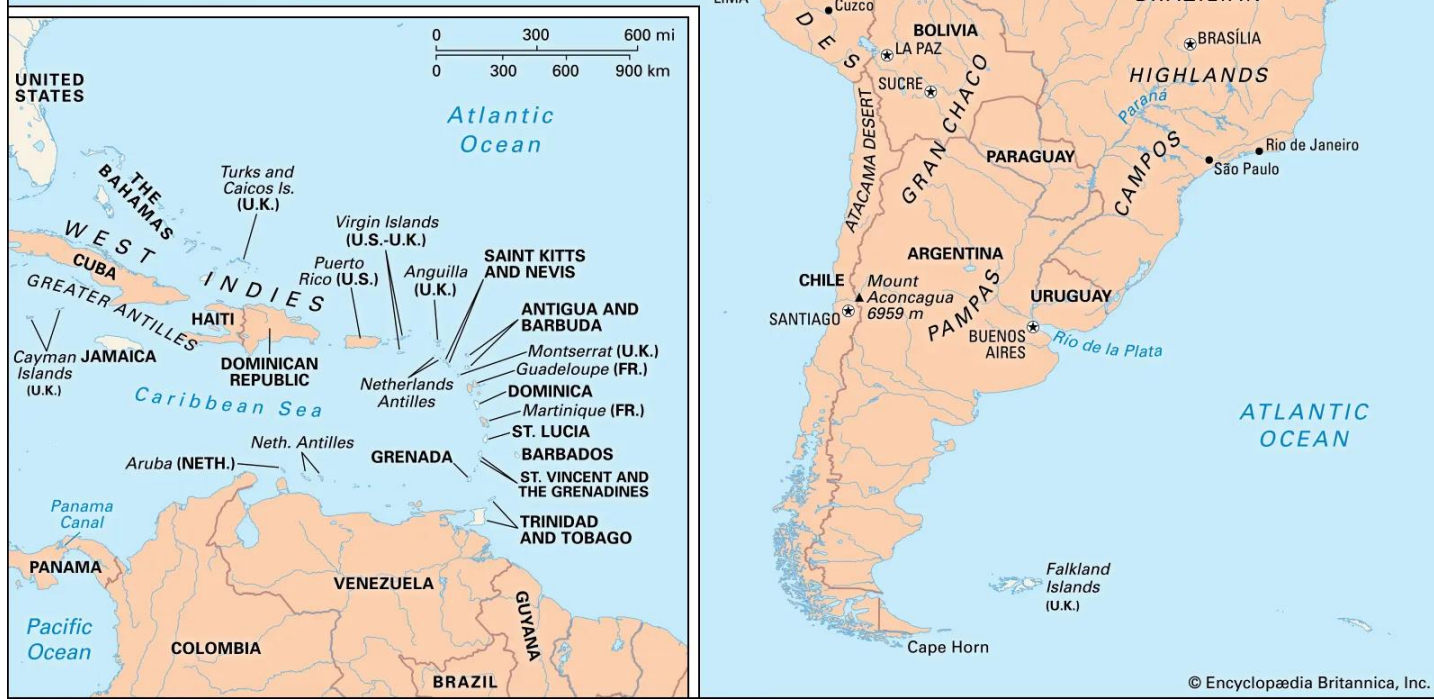 0 300 600 mi
0 300 600 900 km
UNITED
STATES
Atlantic
Ocean
THE
BAHAMAS
Turks and
Caicos Is.
(U.K.)
WEST INDIES
Virgin Islands
(U.S.-U.K.)
CUBA
Puerto
Rico (U.S.)
Anguilla
(U.K.)
SAINT KITTS
AND NEVIS
GREATER ANTILLES
HAITI
ANTIGUA AND
BARBUDA
Cayman
Islands
(U.K.)
JAMAICA
DOMINICAN
REPUBLIC
Montserrat (U.K.)
Guadeloupe (FR.)
Netherlands
Antilles
DOMINICA
Caribbean Sea
Martinique (FR.)
ST. LUCIA
Neth. Antilles
Aruba (NETH.)
GRENADA
BARBADOS
ST. VINCENT AND
THE GRENADINES
Panama
Canal
TRINIDAD
AND TOBAGO
PANAMA
VENEZUELA
GUYANA
Pacific
Ocean
COLOMBIA
BRAZIL
Cuzco
DES
BOLIVIA
LA PAZ
BRASÍLIA
SUCRE
HIGHLANDS
Paraná
ATACAMA DESERT
GRAN CHACO
PARAGUAY
CAMPOS
Rio de Janeiro
São Paulo
ARGENTINA
CHILE
Mount
Aconcagua
6959 m
SANTIAGO
PAMPAS
URUGUAY
BUENOS
AIRES
Río de la Plata
ATLANTIC
OCEAN
Falkland
Islands
(U.K.)
Cape Horn
© Encyclopædia Britannica, Inc.